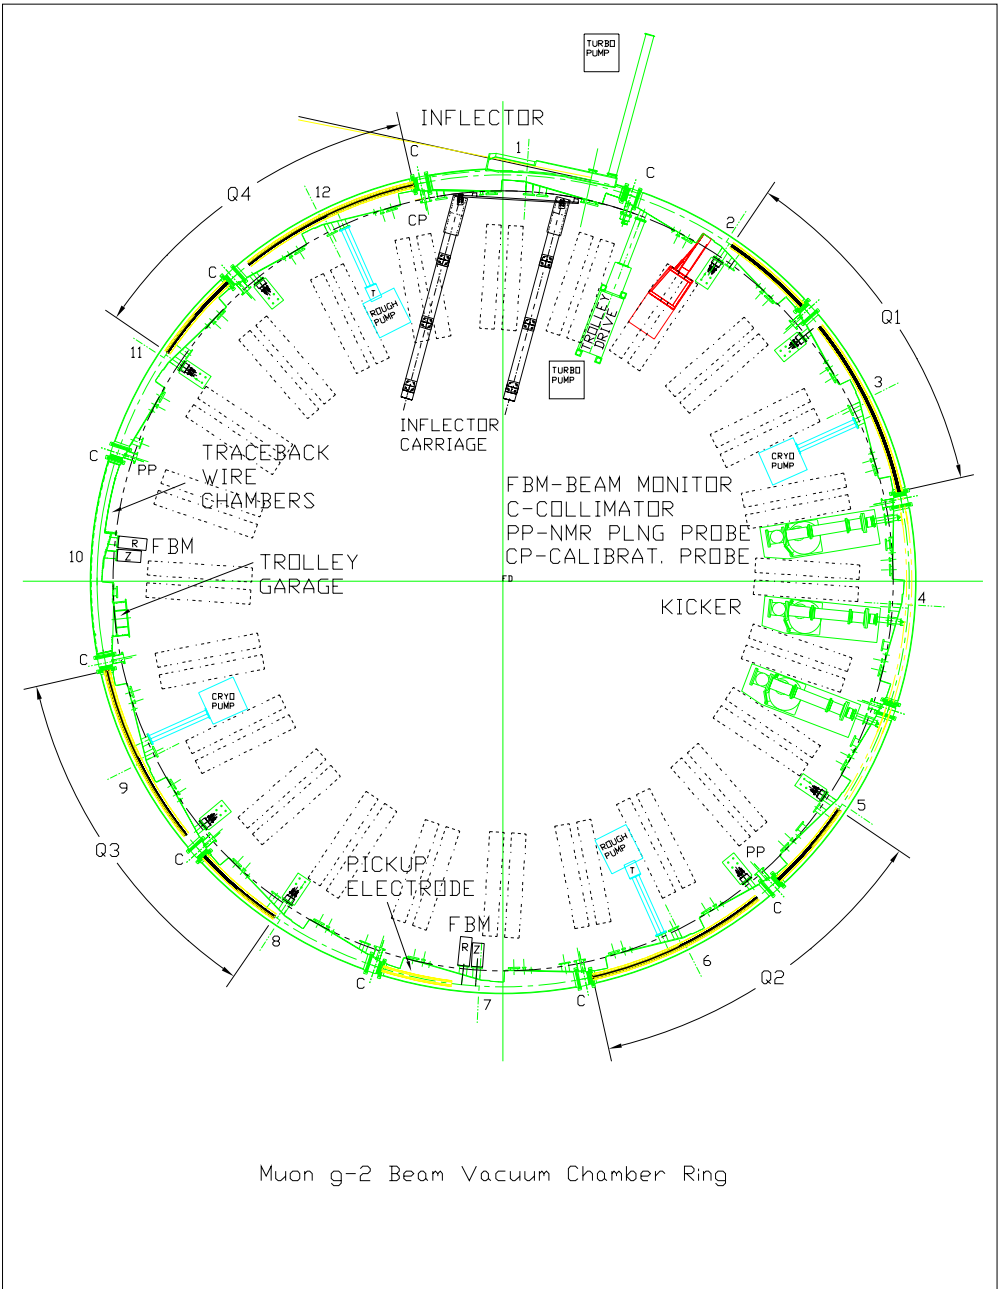 TURBO
PUMP
INFLECTOR
1
C
C
Q4
12
CP
2
C
ROUGH
PUMP
T
TROLLEY
DRIVE
Q1
11
TURBO
PUMP
3
INFLECTOR
CARRIAGE
C
PP
TRACEBACK
WIRE
CHAMBERS
CRYO
PUMP
FBM-BEAM MONITOR
C-COLLIMATOR
PP-NMR PLNG PROBE
CP-CALIBRAT. PROBE
10
R
Z
FBM
TROLLEY
GARAGE
FD
KICKER
4
C
CRYO
PUMP
9
5
Q3
C
ROUGH
PUMP
T
PP
PICKUP
ELECTRODE
C
FBM
R
Z
8
6
C
7
C
Q2
Muon g-2 Beam Vacuum Chamber Ring